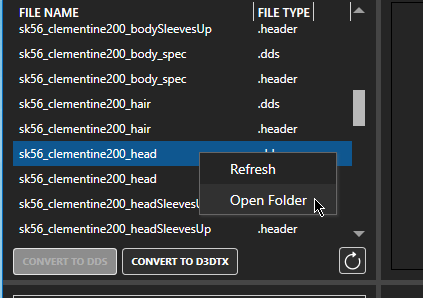 FILE NAME FILE TYPE
sk56_clementine200_bodySleevesUp .header
sk56_clementine200_body_spec .dds
sk56_clementine200_body_spec .header
sk56_clementine200_hair .dds
sk56_clementine200_hair .header
sk56_clementine200_head
Refresh
sk56_clementine200_head
Open Folder
sk56_clementine200_headSleevesU
sk56_clementine200_headSleevesUp .header
CONVERT TO DDS CONVERT TO D3DTX